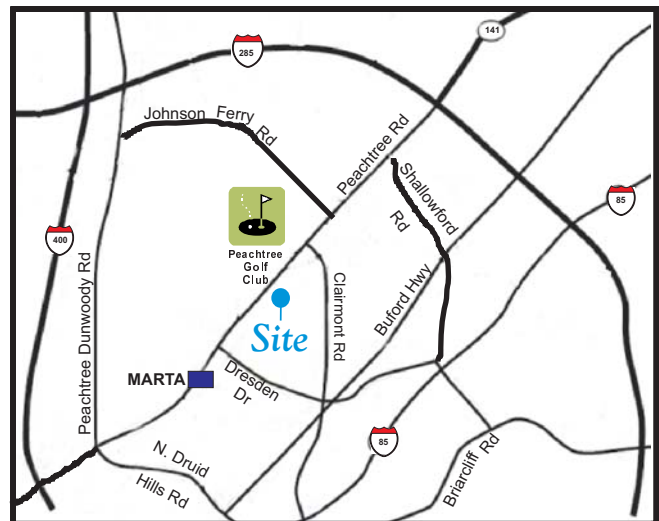 141
285
Johnson Ferry Rd
Peachtree Rd
Shallowford
Rd
85
400
Peachtree
Golf
Club
Peachtree Dunwoody Rd
Clairmont Rd
Buford Hwy
Site
MARTA
Dresden
Dr
85
N. Druid
Hills Rd
Briarcliff Rd